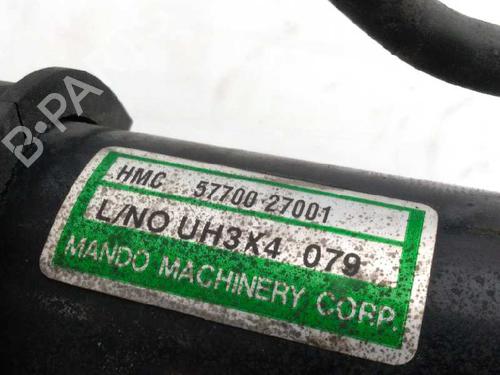 B-PA
HMC 57700 27001
L/NO UH3X4 079
MANDO MACHINERY CORP.